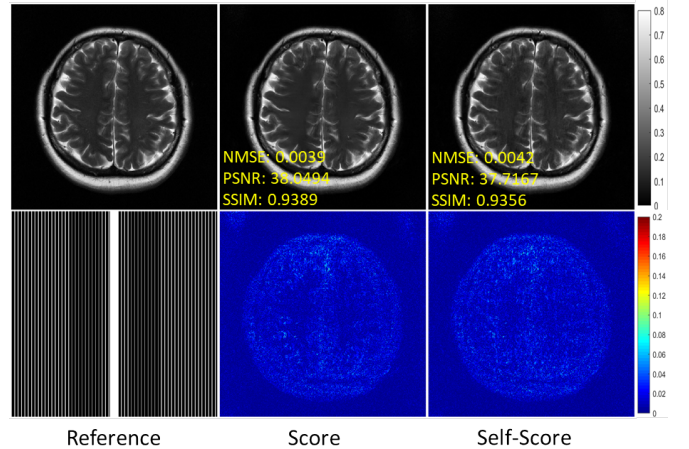 NMSE: 0.0039
PSNR: 38.0494
SSIM: 0.9389
NMSE: 0.0042
PSNR: 37.7167
SSIM: 0.9356
0.8
0.7
0.6
0.5
0.4
0.3
0.2
0.1
0
0.2
0.18
0.16
0.14
0.12
0.1
0.08
0.06
0.04
0.02
0
Reference
Score
Self-Score